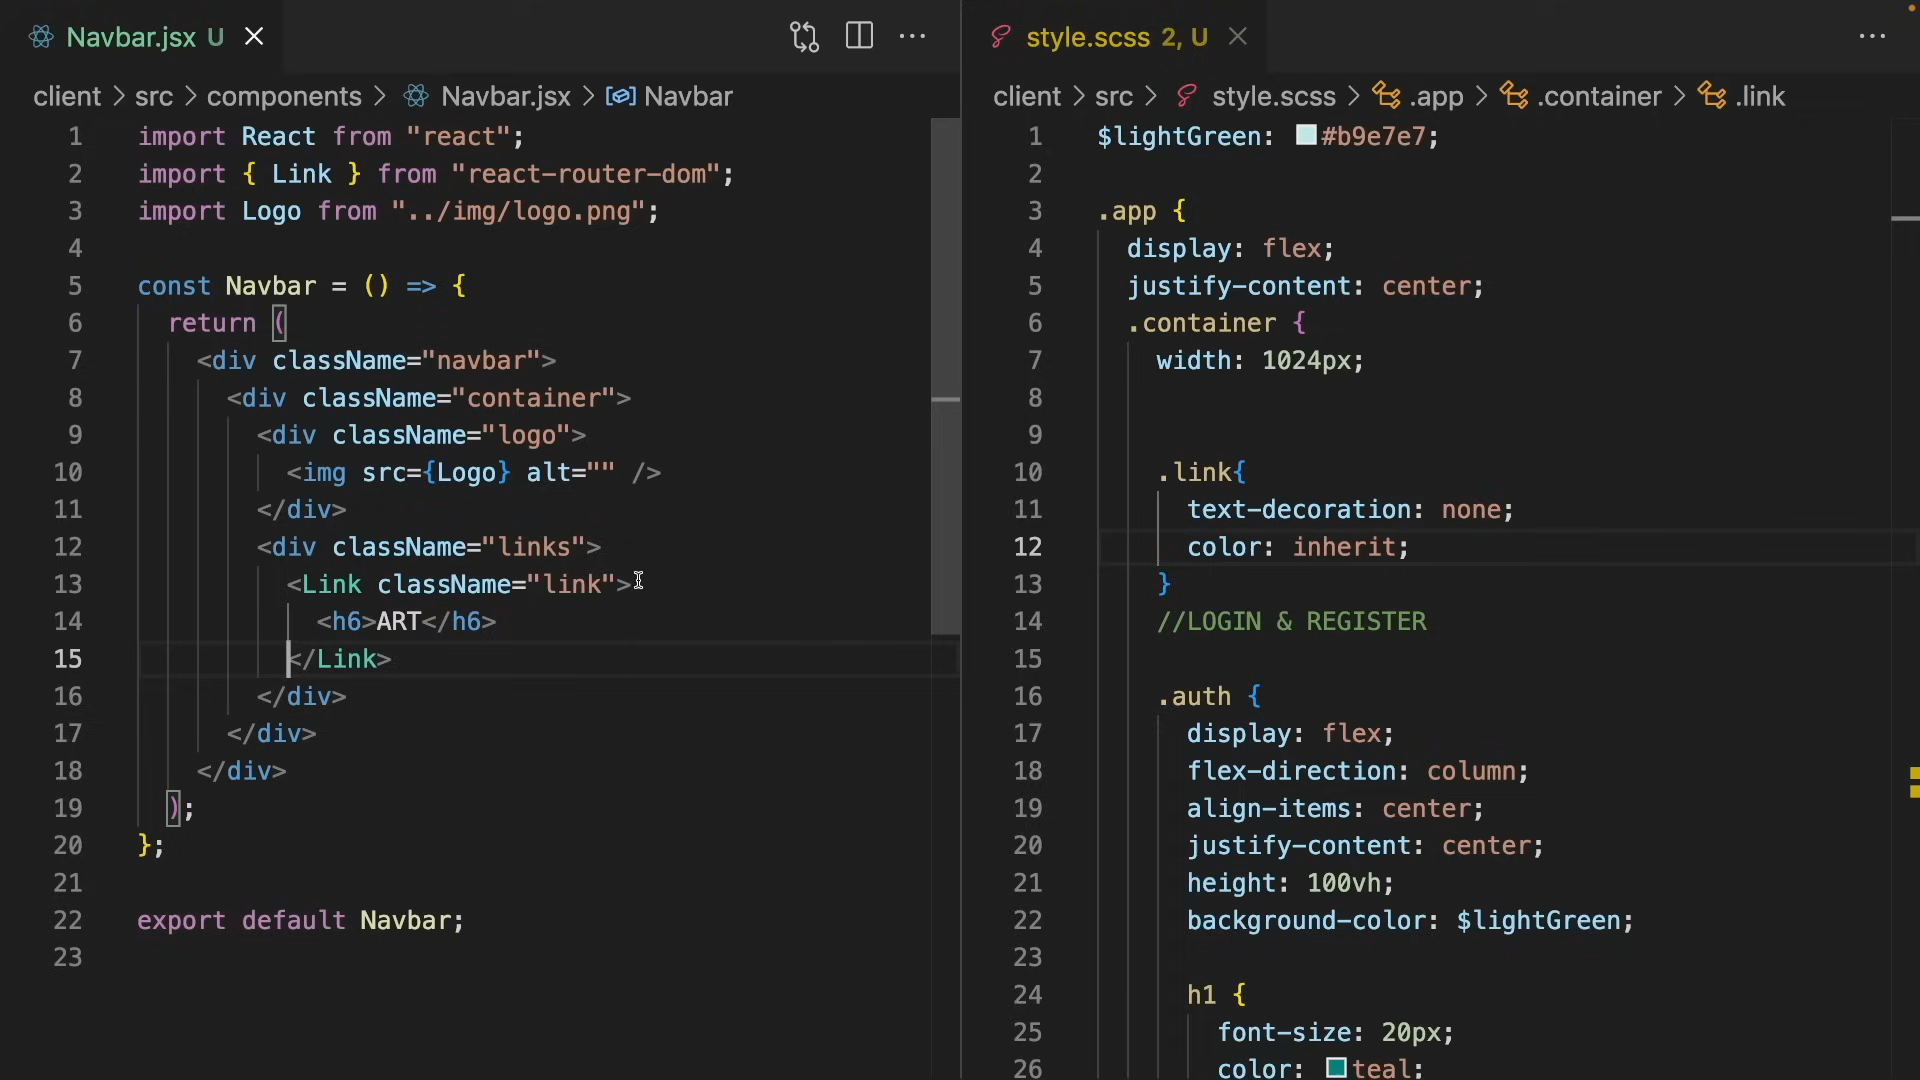 Navbar.jsx U
client > src > components > Navbar.jsx > Navbar
1 import React from "react";
2 import { Link } from "react-router-dom";
3 import Logo from "../img/logo.png";
4
5 const Navbar = () => {
6 return (
7 <div className="navbar">
8 <div className="container">
9 <div className="logo">
10 <img src={Logo} alt="" />
11 </div>
12 <div className="links">
13 <Link className="link">
14 <h6>ART</h6>
15 </Link>
16 </div>
17 </div>
18 </div>
19 );
20 };
21
22 export default Navbar;
23
style.scss 2, U
client > src > style.scss > .app > .container > .link
1 $lightGreen: #b9e7e7;
2
3 .app {
4 display: flex;
5 justify-content: center;
6 .container {
7 width: 1024px;
8
9
10 .link{
11 text-decoration: none;
12 color: inherit;
13 }
14 //LOGIN & REGISTER
15
16 .auth {
17 display: flex;
18 flex-direction: column;
19 align-items: center;
20 justify-content: center;
21 height: 100vh;
22 background-color: $lightGreen;
23
24 h1 {
25 font-size: 20px;
26 color: teal;